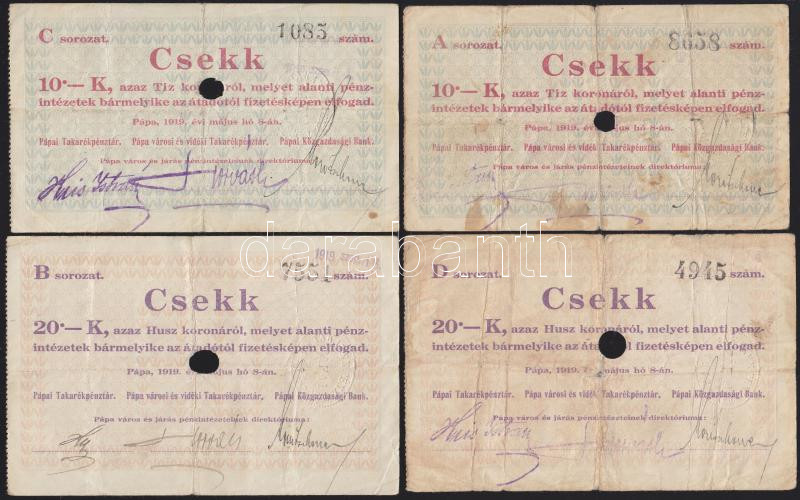 C sorozat. 1085 szám.
Csekk
10·— K, azaz Tíz koronáról, melyet alanti pénz-
intézetek bármelyike az átadótól fizetésképen elfogad.
Pápa, 1919. évi május hó 8-án.
Pápai Takarékpénztár. Pápa városi és vidéki Takarékpénztár. Pápai Közgazdasági Bank.
Pápa város és járás pénzintézeteinek direktóriuma:
A sorozat. 8658 szám.
Csekk
10·— K, azaz Tíz koronáról, melyet alanti pénz-
intézetek bármelyike az átadótól fizetésképen elfogad.
Pápa, 1919. évi május hó 8-án.
Pápai Takarékpénztár. Pápa városi és vidéki Takarékpénztár. Pápai Közgazdasági Bank.
Pápa város és járás pénzintézeteinek direktóriuma:
darabanth
B sorozat. 7551 szám.
Csekk
20·— K, azaz Husz koronáról, melyet alanti pénz-
intézetek bármelyike az átadótól fizetésképen elfogad.
Pápa, 1919. évi május hó 8-án.
Pápai Takarékpénztár. Pápa városi és vidéki Takarékpénztár. Pápai Közgazdasági Bank.
Pápa város és járás pénzintézeteinek direktóriuma:
D sorozat. 4945 szám.
Csekk
20·— K, azaz Husz koronáról, melyet alanti pénz-
intézetek bármelyike az átadótól fizetésképen elfogad.
Pápa, 1919. május hó 8-án.
Pápai Takarékpénztár. Pápa városi és vidéki Takarékpénztár. Pápai Közgazdasági Bank.
Pápa város és járás pénzintézeteinek direktóriuma: